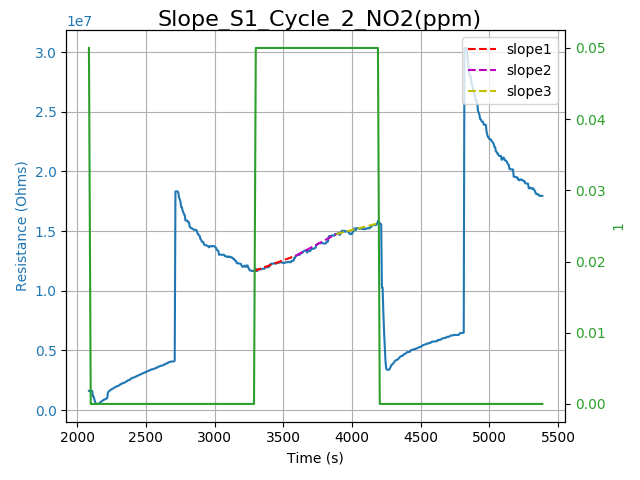 Slope_S1_Cycle_2_NO2(ppm)
1e7
3.0
2.5
2.0
1.5
1.0
0.5
0.0
Resistance (Ohms)
slope1
slope2
slope3
0.05
0.04
0.03
0.02
0.01
0.00
1
2000 2500 3000 3500 4000 4500 5000 5500
Time (s)